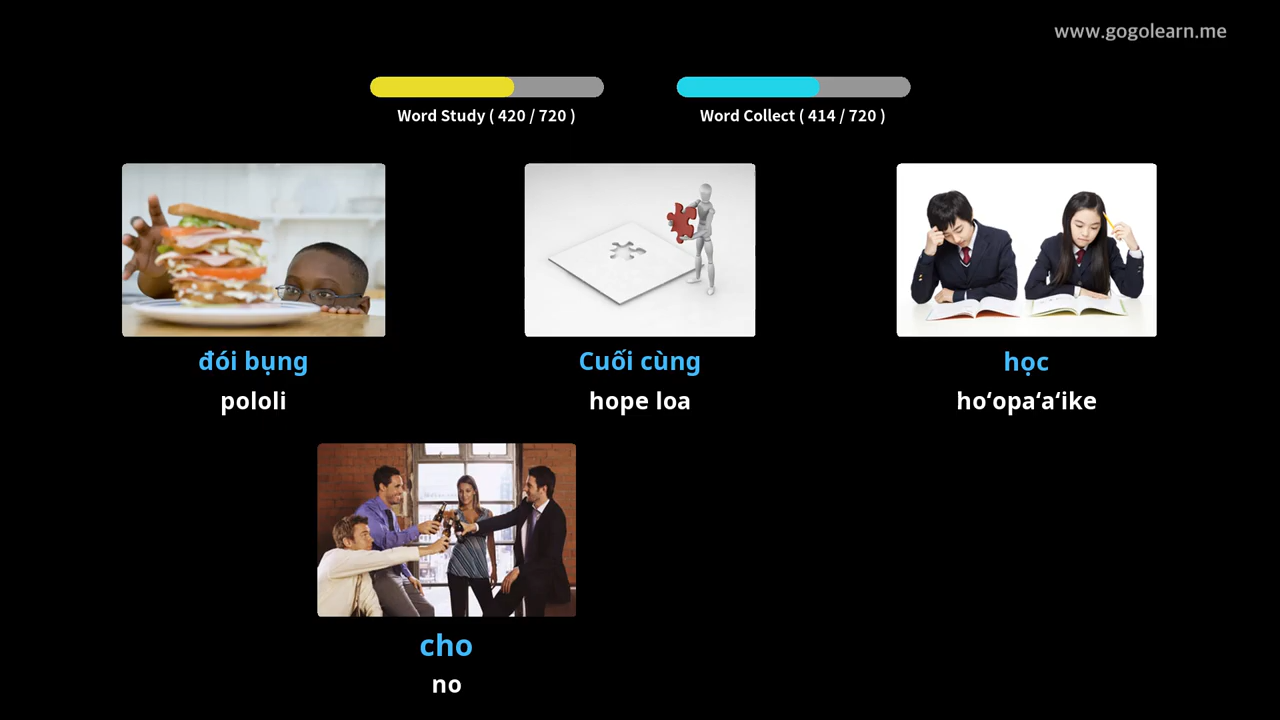 www.gogolearn.me
Word Study ( 420 / 720 )
Word Collect ( 414 / 720 )
đói bụng
pololi
Cuối cùng
hope loa
học
hoʻopaʻaʻike
cho
no